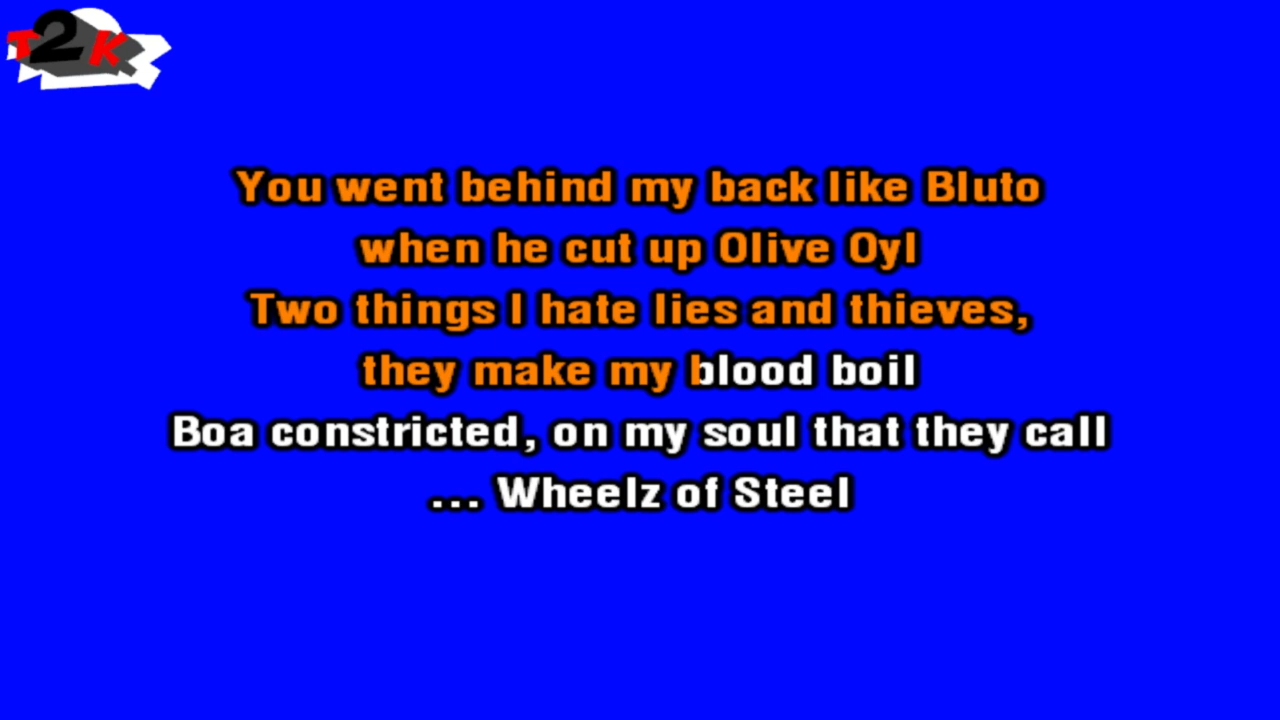 T2K
You went behind my back like Bluto
when he cut up Olive Oyl
Two things I hate lies and thieves,
they make my blood boil
Boa constricted, on my soul that they call
... Wheelz of Steel